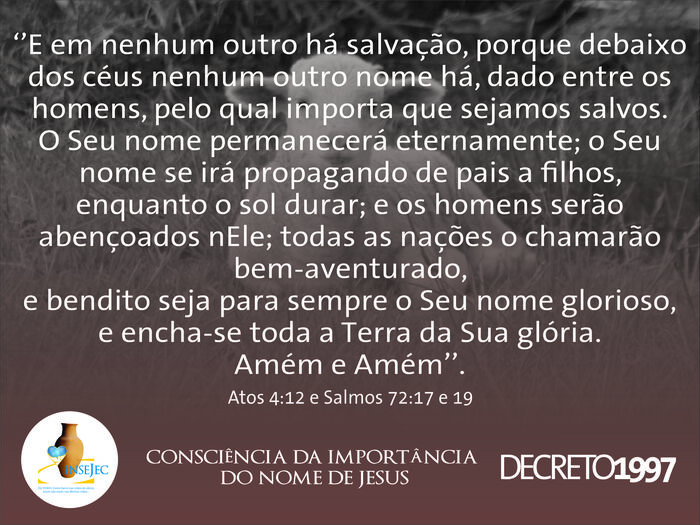 ‘’E em nenhum outro há salvação, porque debaixo
dos céus nenhum outro nome há, dado entre os
homens, pelo qual importa que sejamos salvos.
O Seu nome permanecerá eternamente; o Seu
nome se irá propagando de pais a filhos,
enquanto o sol durar; e os homens serão
abençoados nEle; todas as nações o chamarão
bem-aventurado,
e bendito seja para sempre o Seu nome glorioso,
e encha-se toda a Terra da Sua glória.
Amém e Amém’’.
Atos 4:12 e Salmos 72:17 e 19
INSEJEC
CONSCIÊNCIA DA IMPORTÂNCIA
DO NOME DE JESUS
DECRETO1997